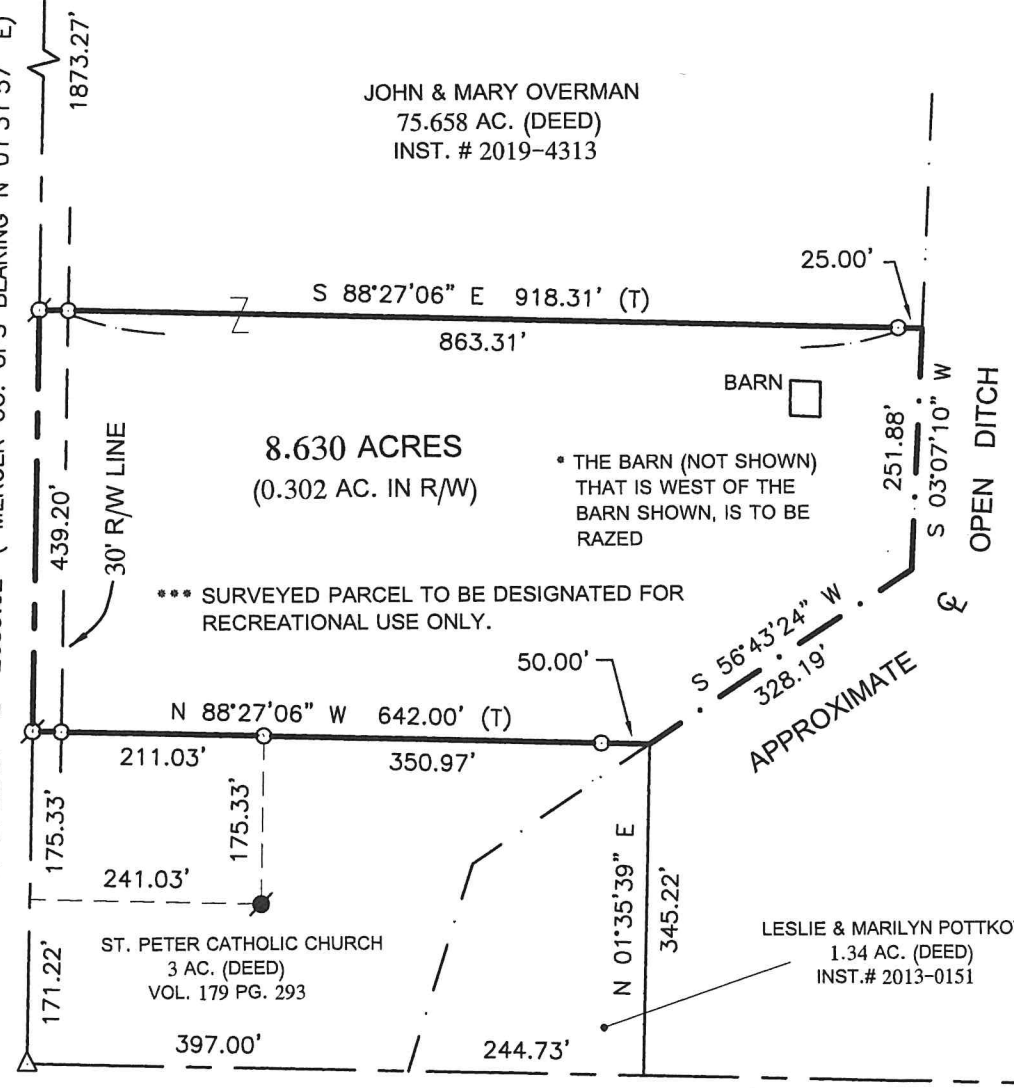 1873.27'
JOHN & MARY OVERMAN
75.658 AC. (DEED)
INST. # 2019-4313
25.00'
S 88°27'06" E 918.31' (T)
863.31'
BARN
8.630 ACRES
(0.302 AC. IN R/W)
* THE BARN (NOT SHOWN)
THAT IS WEST OF THE
BARN SHOWN, IS TO BE
RAZED
251.88'
S 03°07'10" W
OPEN DITCH
439.20'
30' R/W LINE
*** SURVEYED PARCEL TO BE DESIGNATED FOR
RECREATIONAL USE ONLY.
50.00'
S 56°43'24" W
328.19'
℄
APPROXIMATE
N 88°27'06" W 642.00' (T)
211.03'
350.97'
175.33'
175.33'
241.03'
N 01°35'39" E
345.22'
ST. PETER CATHOLIC CHURCH
3 AC. (DEED)
VOL. 179 PG. 293
LESLIE & MARILYN
1.34 AC. (DEED)
INST.# 2013-0151
171.22'
397.00'
244.73'